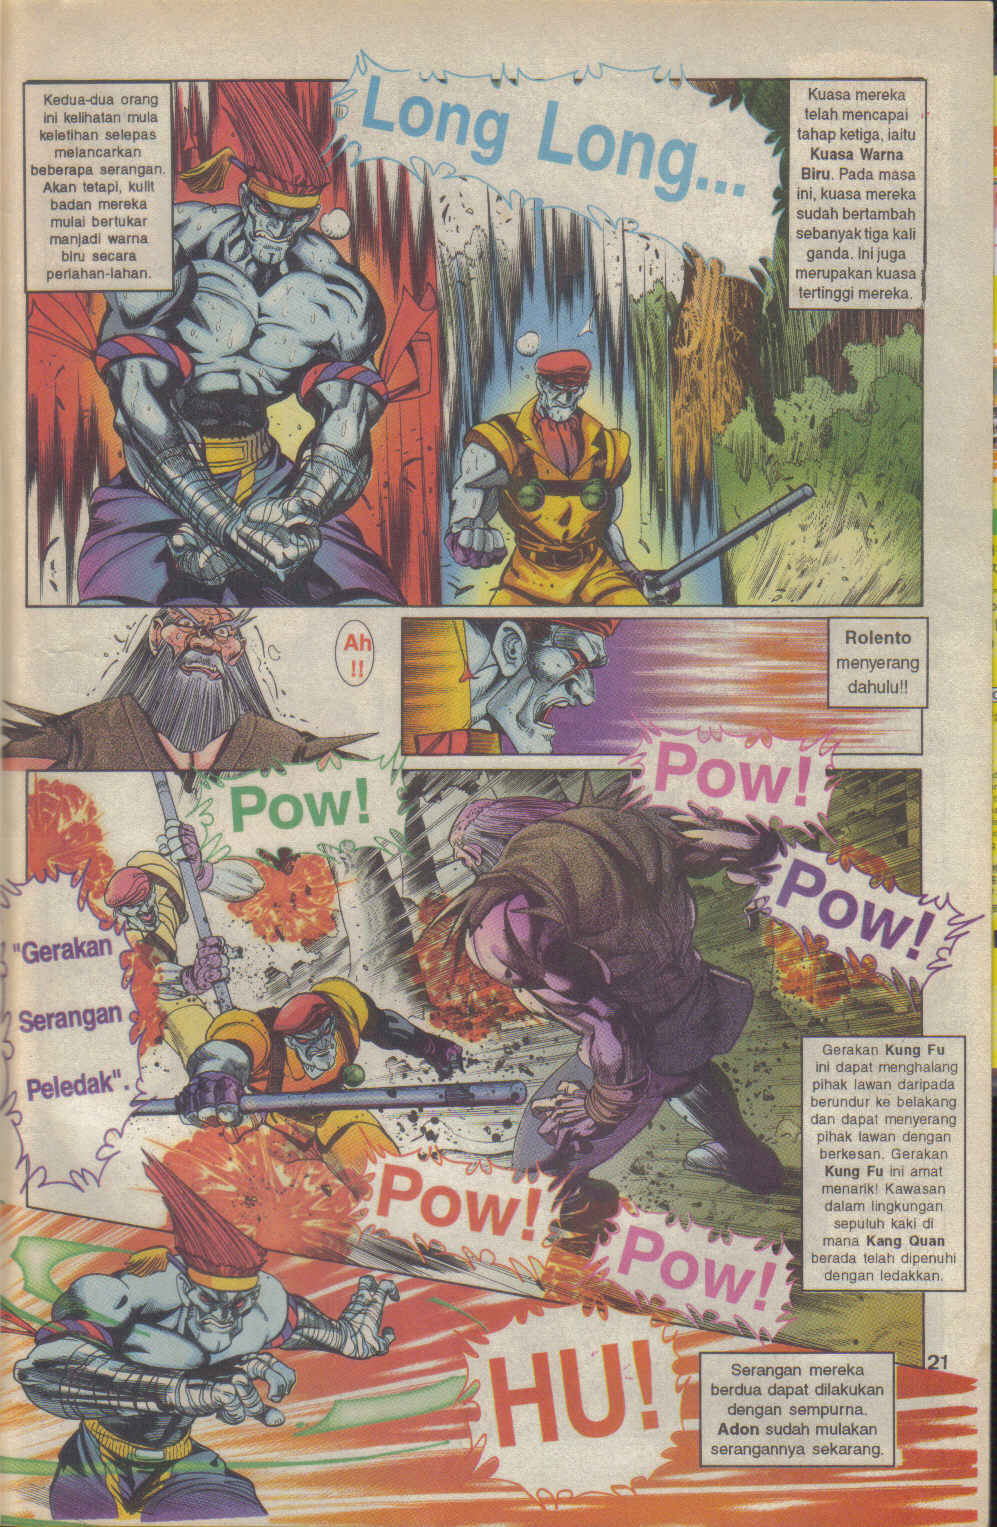 Kedua-dua orang
ini kelihatan mula
keletihan selepas
melancarkan
beberapa serangan.
Akan tetapi, kulit
badan mereka
mulai bertukar
manjadi warna
biru secara
perlahan-lahan.
Long Long...
Kuasa mereka
telah mencapai
tahap ketiga, iaitu
Kuasa Warna
Biru. Pada masa
ini, kuasa mereka
sudah bertambah
sebanyak tiga kali
ganda. Ini juga
merupakan kuasa
tertinggi mereka.
Ah
!!
Rolento
menyerang
dahulu!!
Pow!
Pow!
Pow!
"Gerakan
Serangan
Peledak".
Gerakan Kung Fu
ini dapat menghalang
pihak lawan daripada
berundur ke belakang
dan dapat menyerang
pihak lawan dengan
berkesan. Gerakan
Kung Fu ini amat
menarik! Kawasan
dalam lingkungan
sepuluh kaki di
mana Kang Quan
berada telah dipenuhi
dengan ledakkan.
Pow!
Pow!
HU!
Serangan mereka
berdua dapat dilakukan
dengan sempurna.
Adon sudah mulakan
serangannya sekarang.
21